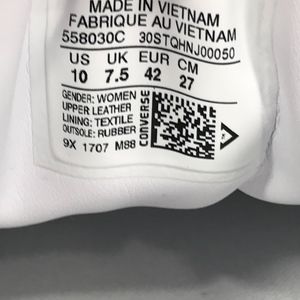 MADE IN VIETNAM
FABRIQUE AU VIETNAM
558030C 30STQHNJ00050
US UK EUR CM
10 7.5 42 27
GENDER: WOMEN
UPPER: LEATHER
LINING: TEXTILE
OUTSOLE: RUBBER
9X 1707 M88
CONVERSE